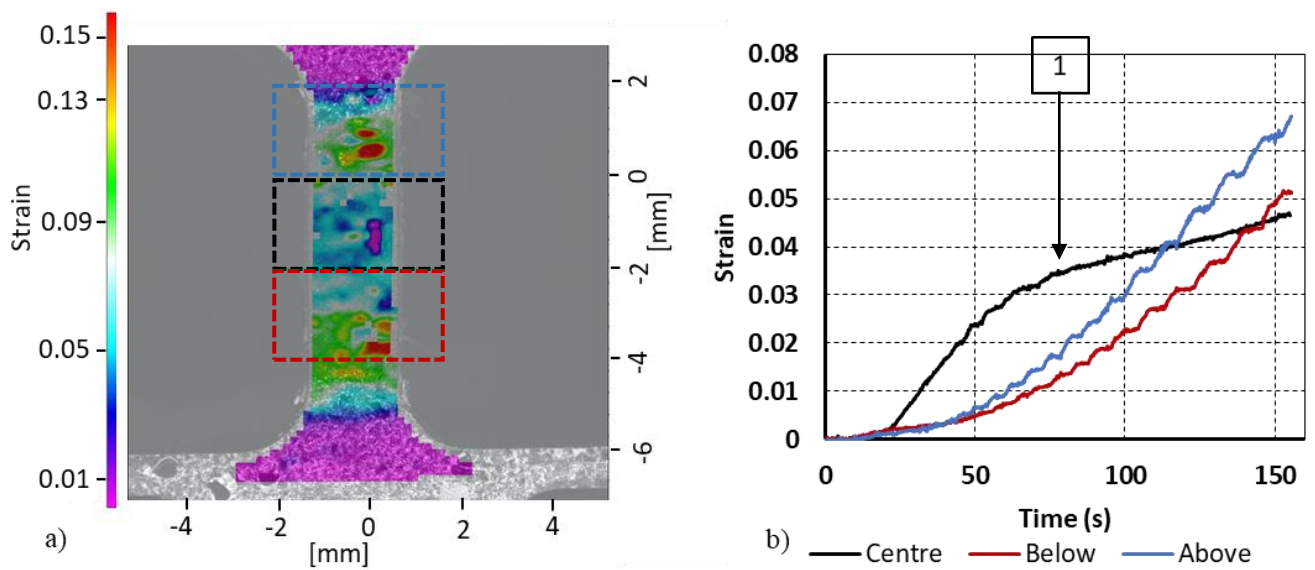 0.15
0.13
0.09
0.05
0.01
Strain
2
0
-2
-4
-6
[mm]
-4 -2 0 2 4
[mm]
a)
0.08
0.07
0.06
0.05
0.04
0.03
0.02
0.01
0
Strain
1
0 50 100 150
Time (s)
b)
Centre Below Above